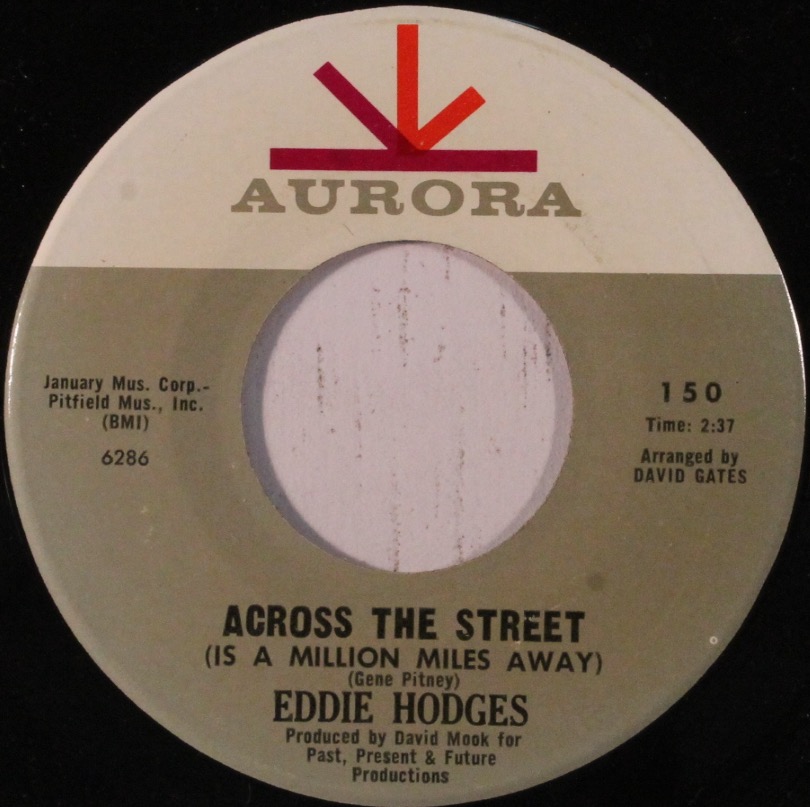 AURORA
January Mus. Corp.-
Pitfield Mus., Inc.
(BMI)
6286
150
Time: 2:37
Arranged by
DAVID GATES
ACROSS THE STREET
(IS A MILLION MILES AWAY)
(Gene Pitney)
EDDIE HODGES
Produced by David Mook for
Past, Present & Future
Productions